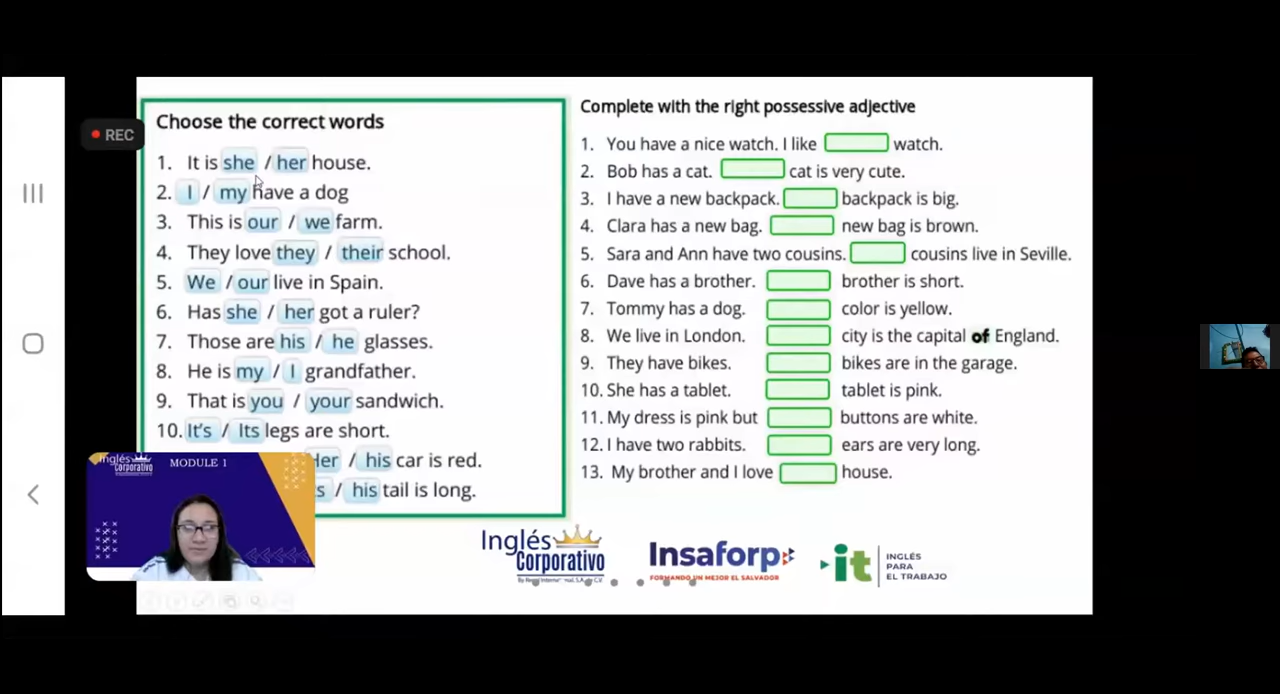 REC
Choose the correct words
1. It is she / her house.
2. I / my have a dog
3. This is our / we farm.
4. They love they / their school.
5. We / our live in Spain.
6. Has she / her got a ruler?
7. Those are his / he glasses.
8. He is my / I grandfather.
9. That is you / your sandwich.
10. It's / Its legs are short.
Her / his car is red.
s / his tail is long.
Complete with the right possessive adjective
1. You have a nice watch. I like watch.
2. Bob has a cat. cat is very cute.
3. I have a new backpack. backpack is big.
4. Clara has a new bag. new bag is brown.
5. Sara and Ann have two cousins. cousins live in Seville.
6. Dave has a brother. brother is short.
7. Tommy has a dog. color is yellow.
8. We live in London. city is the capital of England.
9. They have bikes. bikes are in the garage.
10. She has a tablet. tablet is pink.
11. My dress is pink but buttons are white.
12. I have two rabbits. ears are very long.
13. My brother and I love house.
Inglés
Corporativo
MODULE 1
Inglés
Corporativo
Insaforp
FORMANDO UN MEJOR EL SALVADOR
it
INGLÉS
PARA
EL TRABAJO